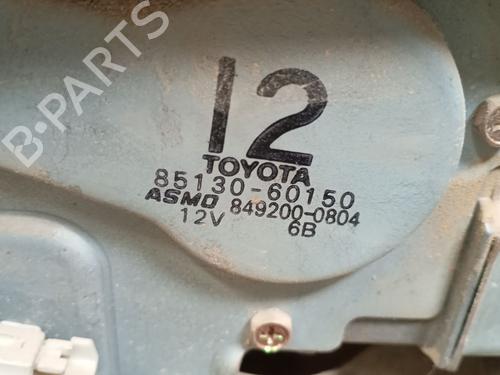 B-PARTS
12
TOYOTA
85130-60150
ASMO 849200-0804
12V 6B